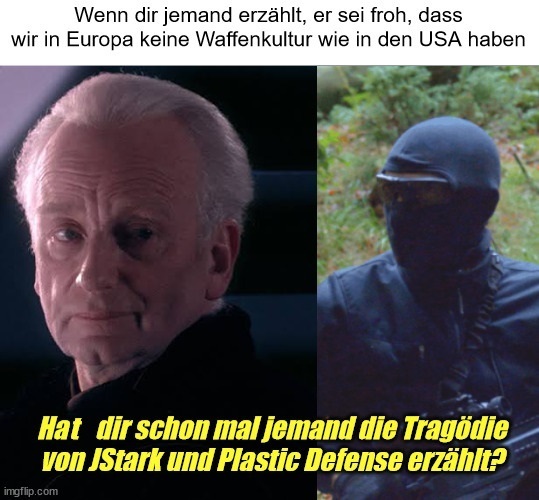 Wenn dir jemand erzählt, er sei froh, dass
wir in Europa keine Waffenkultur wie in den USA haben
Hat dir schon mal jemand die Tragödie
von JStark und Plastic Defense erzählt?
imgflip.com